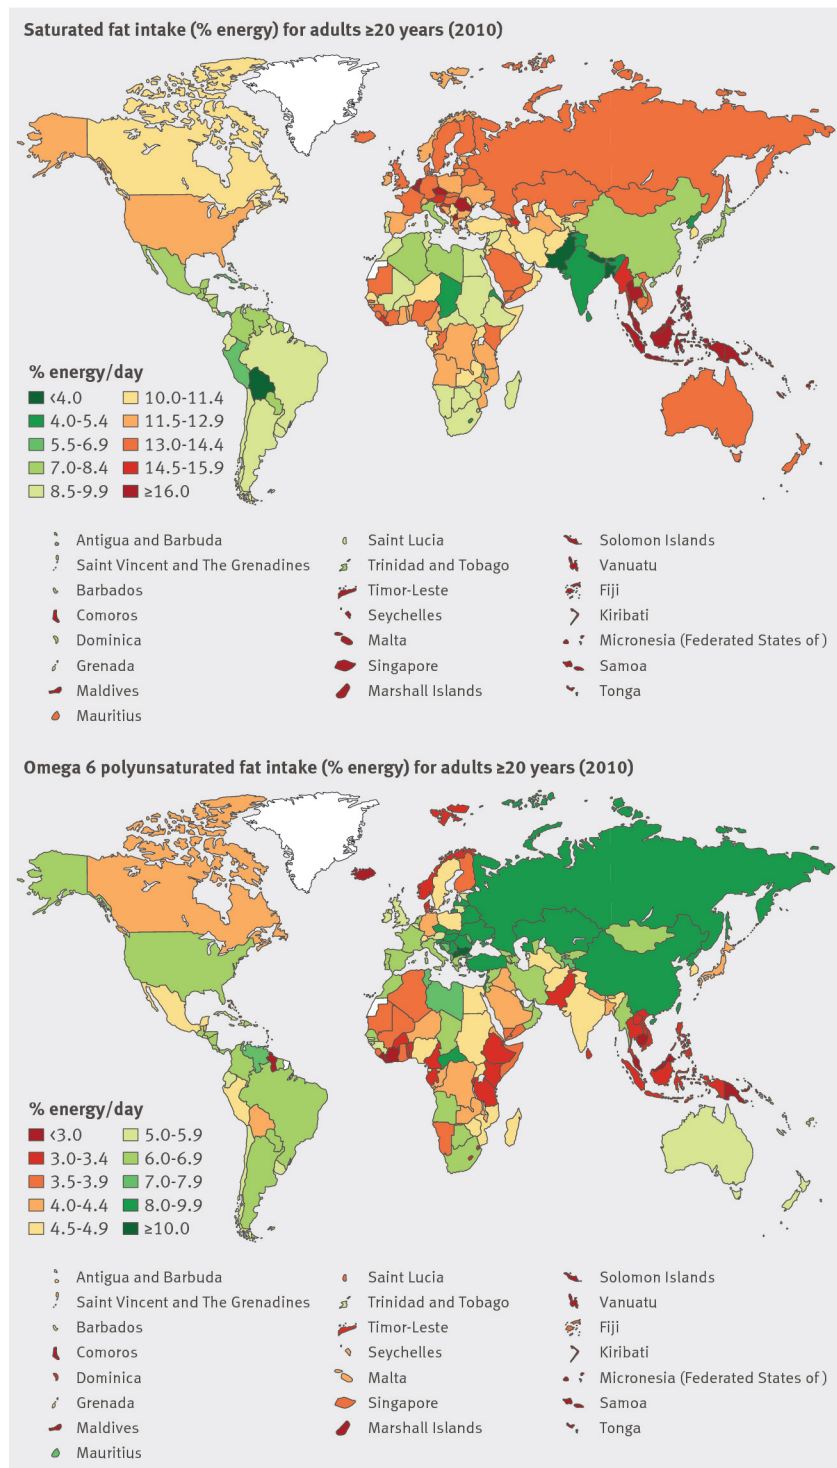 Saturated fat intake (% energy) for adults ≥20 years (2010)
% energy/day
<4.0
10.0-11.4
4.0-5.4
11.5-12.9
5.5-6.9
13.0-14.4
7.0-8.4
14.5-15.9
8.5-9.9
≥16.0
Antigua and Barbuda
Saint Vincent and The Grenadines
Barbados
Comoros
Dominica
Grenada
Maldives
Mauritius
Saint Lucia
Trinidad and Tobago
Timor-Leste
Seychelles
Malta
Singapore
Marshall Islands
Solomon Islands
Vanuatu
Fiji
Kiribati
Micronesia (Federated States of )
Samoa
Tonga
Omega 6 polyunsaturated fat intake (% energy) for adults ≥20 years (2010)
% energy/day
<3.0
5.0-5.9
3.0-3.4
6.0-6.9
3.5-3.9
7.0-7.9
4.0-4.4
8.0-9.9
4.5-4.9
≥10.0
Antigua and Barbuda
Saint Vincent and The Grenadines
Barbados
Comoros
Dominica
Grenada
Maldives
Mauritius
Saint Lucia
Trinidad and Tobago
Timor-Leste
Seychelles
Malta
Singapore
Marshall Islands
Solomon Islands
Vanuatu
Fiji
Kiribati
Micronesia (Federated States of )
Samoa
Tonga